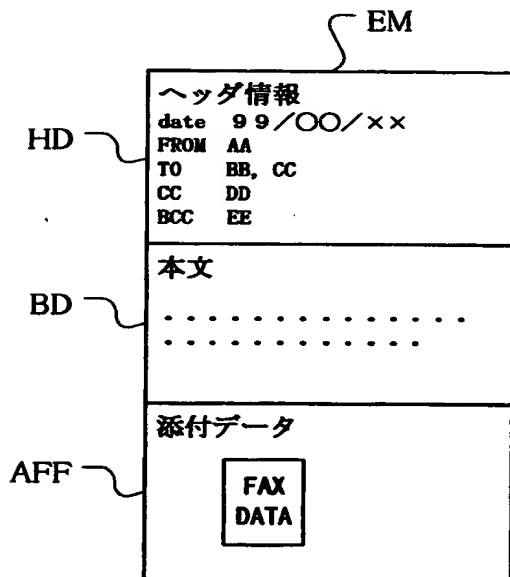 EM
ヘッダ情報
date 99/○○/××
HD
FROM AA
TO BB, CC
CC DD
BCC EE
本文
BD
・・・・・・・・・・・・・・
・・・・・・・・・・・・
添付データ
AFF
FAX
DATA